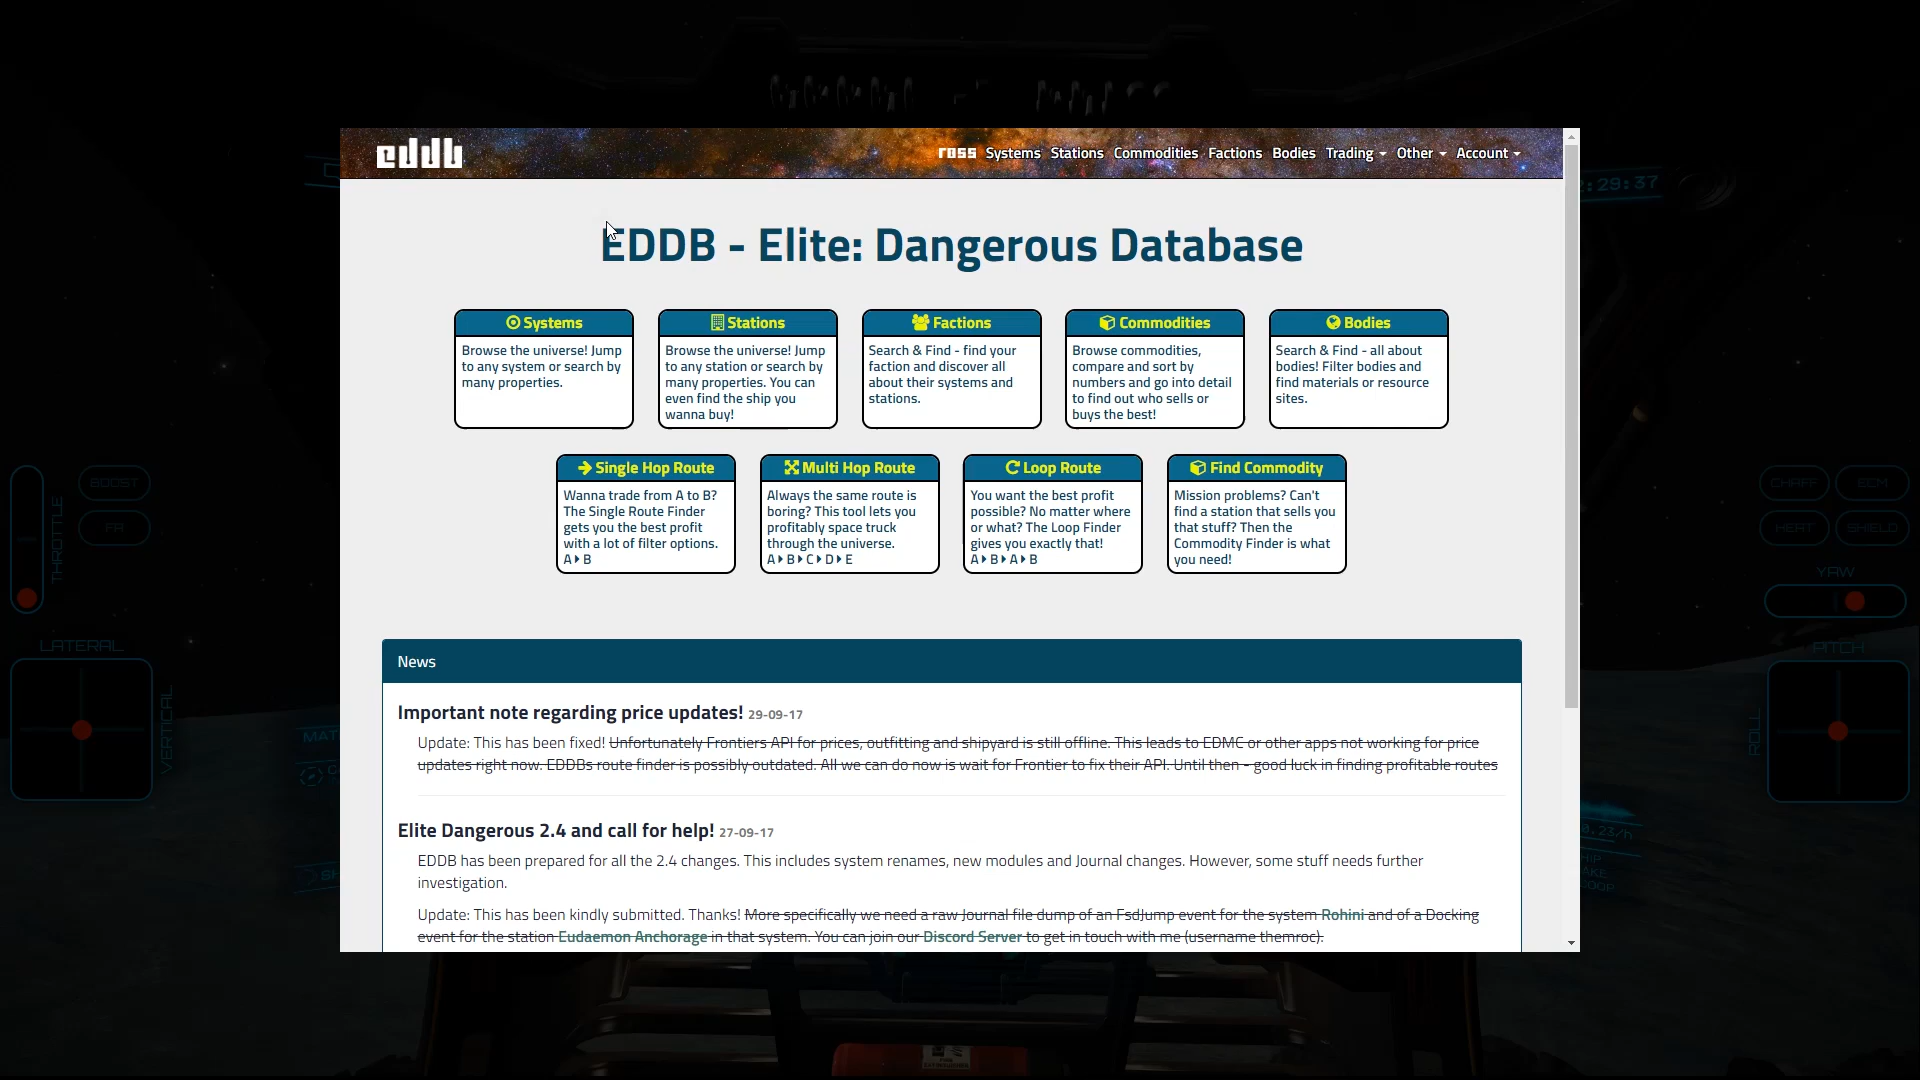 eddb
ross Systems Stations Commodities Factions Bodies Trading Other Account
:29:37
EDDB - Elite: Dangerous Database
Systems
Browse the universe! Jump
to any system or search by
many properties.
Stations
Browse the universe! Jump
to any station or search by
many properties. You can
even find the ship you
wanna buy!
Factions
Search & Find - find your
faction and discover all
about their systems and
stations.
Commodities
Browse commodities,
compare and sort by
numbers and go into detail
to find out who sells or
buys the best!
Bodies
Search & Find - all about
bodies! Filter bodies and
find materials or resource
sites.
Single Hop Route
Wanna trade from A to B?
The Single Route Finder
gets you the best profit
with a lot of filter options.
A B
Multi Hop Route
Always the same route is
boring? This tool lets you
profitably space truck
through the universe.
A B C D E
Loop Route
You want the best profit
possible? No matter where
or what? The Loop Finder
gives you exactly that!
A B A B
Find Commodity
Mission problems? Can't
find a station that sells you
that stuff? Then the
Commodity Finder is what
you need!
BOOST
FA
THROTTLE
LATERAL
VERTICAL
CHAFF
ECM
HEAT
SHIELD
YAW
PITCH
ROLL
News
Important note regarding price updates! 29-09-17
Update: This has been fixed! Unfortunately Frontiers API for prices, outfitting and shipyard is still offline. This leads to EDMC or other apps not working for price
updates right now. EDDBs route finder is possibly outdated. All we can do now is wait for Frontier to fix their API. Until then - good luck in finding profitable routes
Elite Dangerous 2.4 and call for help! 27-09-17
EDDB has been prepared for all the 2.4 changes. This includes system renames, new modules and Journal changes. However, some stuff needs further
investigation.
Update: This has been kindly submitted. Thanks! More specifically we need a raw Journal file dump of an FsdJump event for the system Rohini and of a Docking
event for the station Eudaemon Anchorage in that system. You can join our Discord Server to get in touch with me (username themroc).
MAT
SH